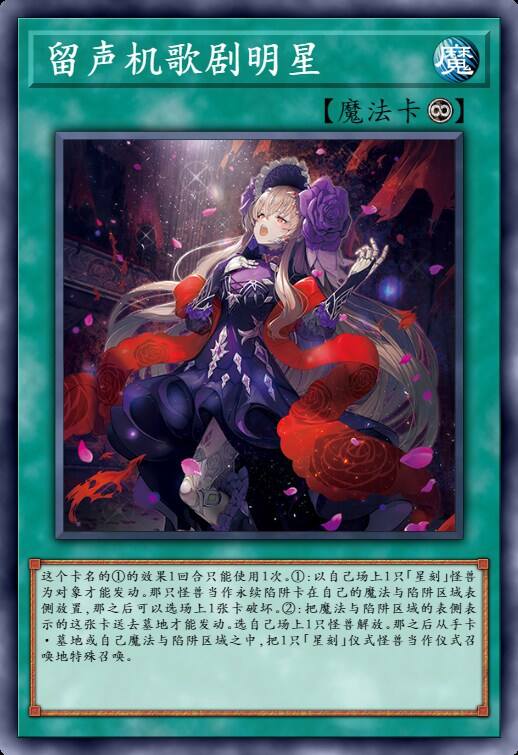 留声机歌剧明星
魔
【魔法卡♾】
这个卡名的①的效果1回合只能使用1次。①:以自己场上1只「星刻」怪兽
为对象才能发动。那只怪兽当作永续陷阱卡在自己的魔法与陷阱区域表
侧放置,那之后可以选场上1张卡破坏。②:把魔法与陷阱区域的表侧表
示的这张卡送去墓地才能发动。选自己场上1只怪兽解放。那之后从手卡
·墓地或自己魔法与陷阱区域之中,把1只「星刻」仪式怪兽当作仪式召
唤地特殊召唤。